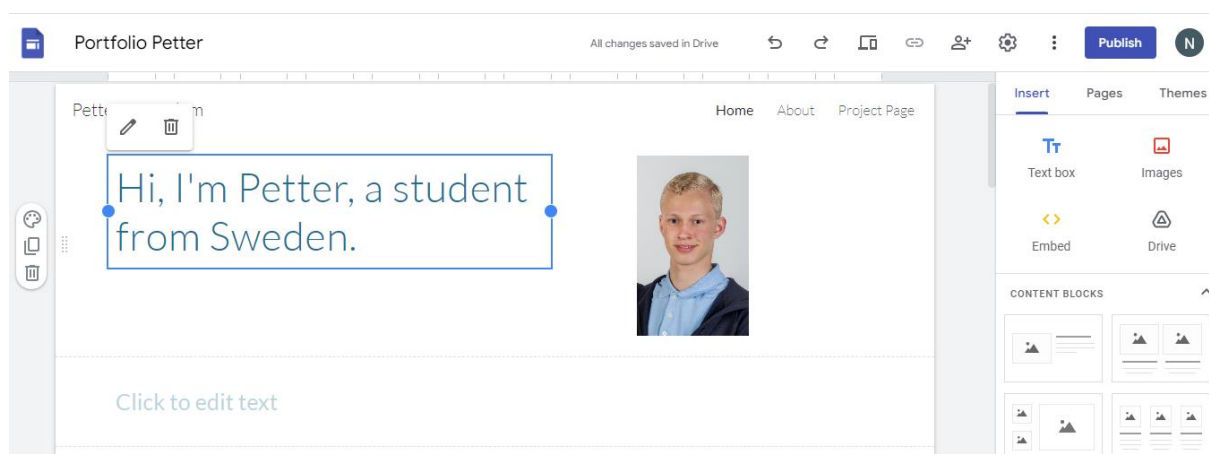 Portfolio Petter
All changes saved in Drive
Publish
N
Home About Project Page
Hi, I'm Petter, a student
from Sweden.
Click to edit text
Insert Pages Themes
Text box Images
Embed Drive
CONTENT BLOCKS